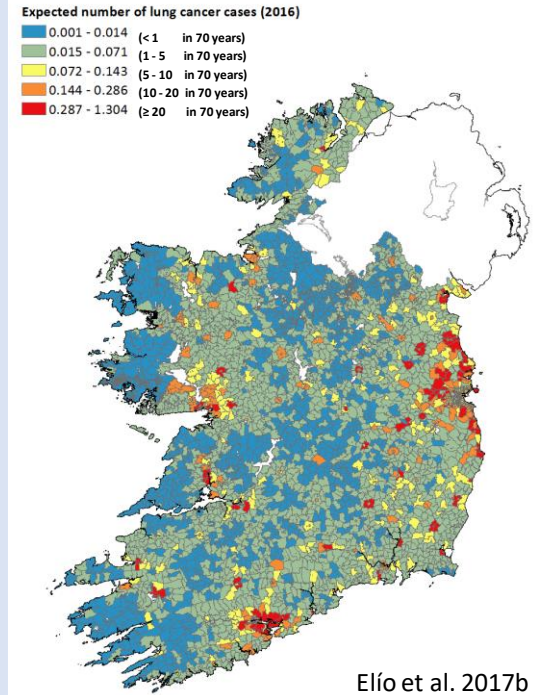 Expected number of lung cancer cases (2016)
0.001 - 0.014 (< 1 in 70 years)
0.015 - 0.071 (1 - 5 in 70 years)
0.072 - 0.143 (5 - 10 in 70 years)
0.144 - 0.286 (10 - 20 in 70 years)
0.287 - 1.304 (≥ 20 in 70 years)
Elío et al. 2017b